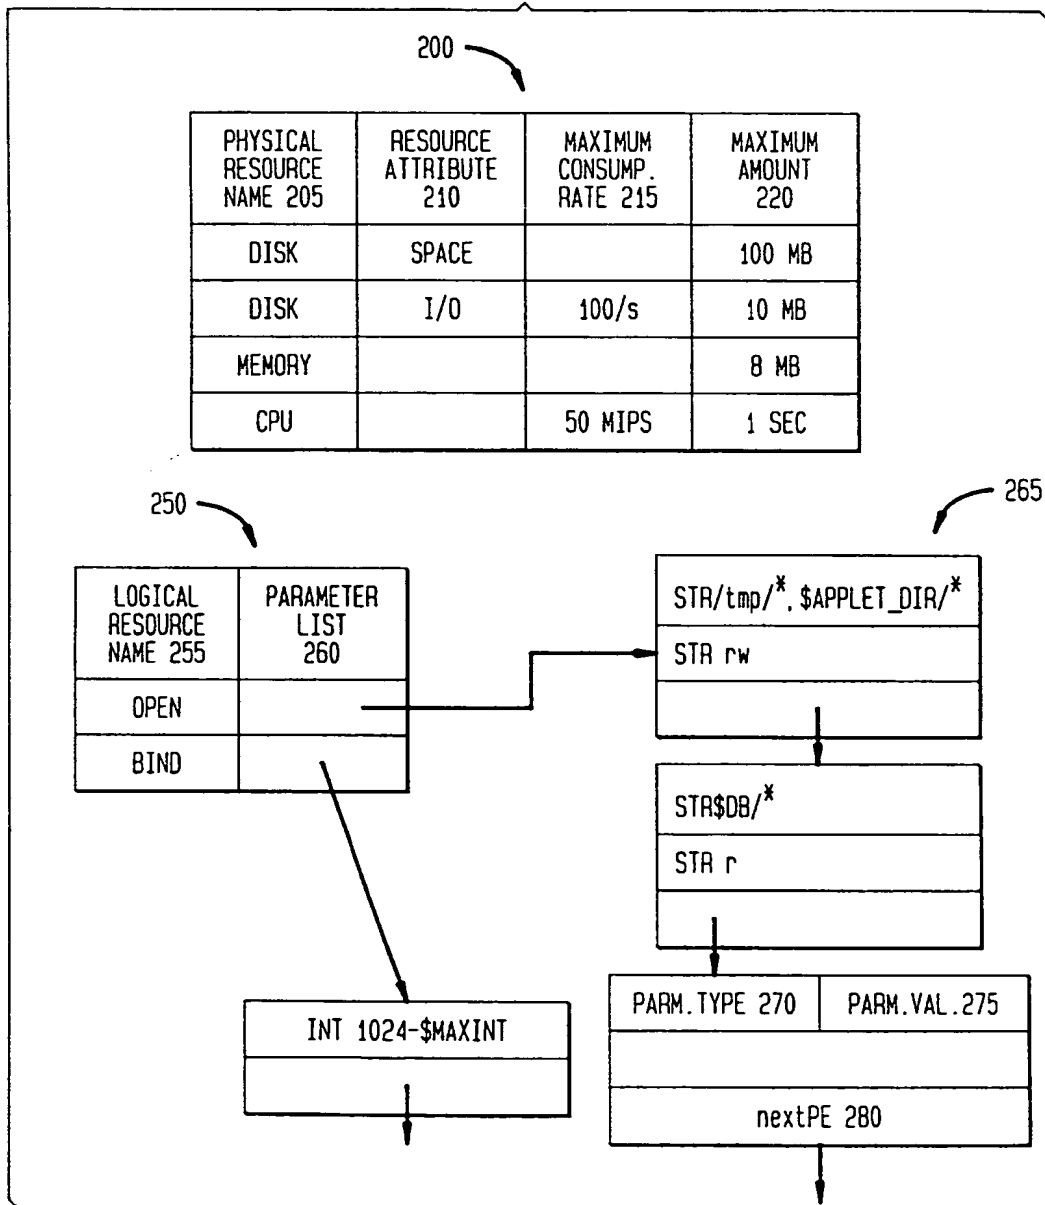 200
PHYSICAL
RESOURCE
NAME 205
RESOURCE
ATTRIBUTE
210
MAXIMUM
CONSUMP.
RATE 215
MAXIMUM
AMOUNT
220
DISK SPACE 100 MB
DISK I/O 100/s 10 MB
MEMORY 8 MB
CPU 50 MIPS 1 SEC
250
LOGICAL
RESOURCE
NAME 255
PARAMETER
LIST
260
OPEN
BIND
INT 1024-$MAXINT
265
STR/tmp/*, $APPLET_DIR/*
STR rw
STR$DB/*
STR r
PARM.TYPE 270 PARM.VAL.275
nextPE 280